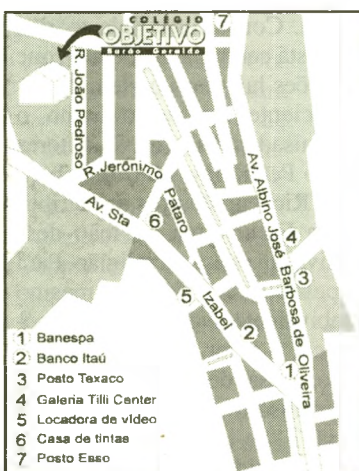 COLÉGIO
OBJETIVO
Barão Geraldo
7
R. João Pedroso
R. Jerônimo Pataro
Av. Sta Izabel
Av. Albino José Barbosa de Oliveira
6
4
3
5
2
1
1 Banespa
2 Banco Itaú
3 Posto Texaco
4 Galeria Tilli Center
5 Locadora de vídeo
6 Casa de tintas
7 Posto Esso